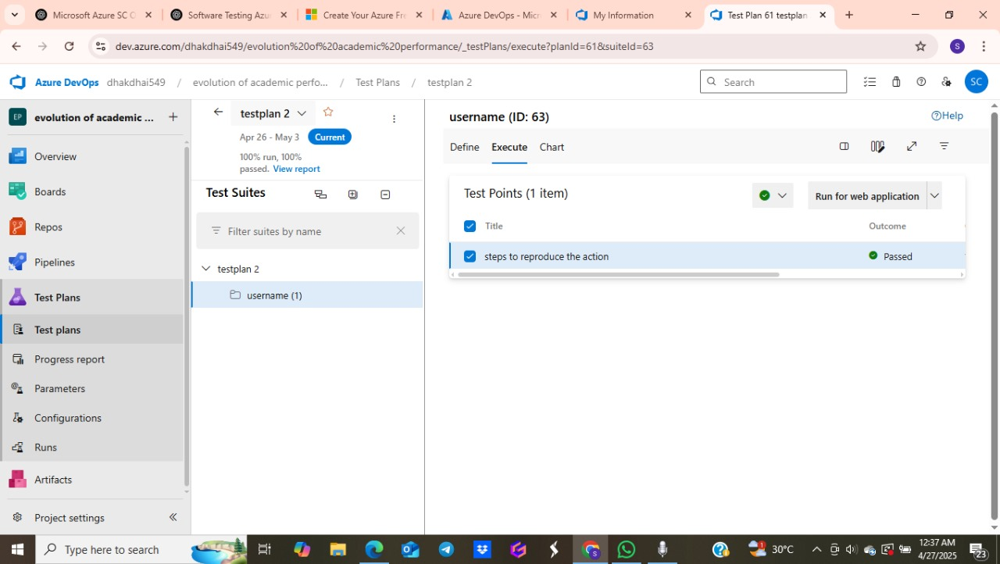 Microsoft Azure SC O
Software Testing Azu
Create Your Azure Fre
Azure DevOps - Micr
My Information
Test Plan 61 testplan
dev.azure.com/dhakdhai549/evolution%20of%20academic%20performance/_testPlans/execute?planId=61&suiteId=63
S
Azure DevOps dhakdhai549 / evolution of academic perfo... / Test Plans / testplan 2
Search
SC
EP evolution of academic ...
Overview
Boards
Repos
Pipelines
Test Plans
Test plans
Progress report
Parameters
Configurations
Runs
Artifacts
Project settings
testplan 2
Apr 26 - May 3 Current
100% run, 100%
passed. View report
Test Suites
Filter suites by name
testplan 2
username (1)
username (ID: 63)
Help
Define Execute Chart
Test Points (1 item)
Run for web application
Title Outcome
steps to reproduce the action Passed
Type here to search
S
1
30°C
12:37 AM
4/27/2025
23